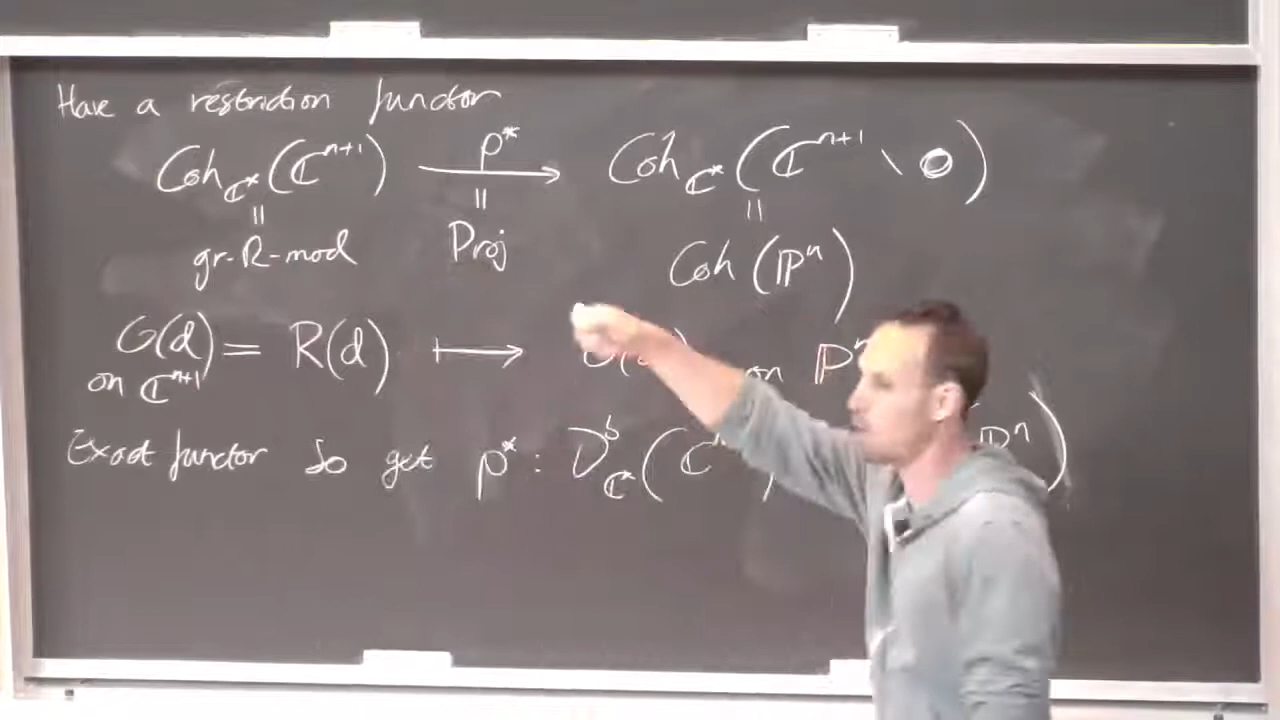 Have a restriction functor
Coh_{ℂ*}(ℂ^{n+1}) —p*→ Coh_{ℂ*}(ℂ^{n+1} \ 0)
= = =
gr-R-mod Proj Coh(ℙ^n)
O(d) = R(d) ↦ O( ) on ℙ^n
on ℂ^{n+1}
Exact functor so get p* : D^b_{ℂ*}(ℂ ℙ^n)